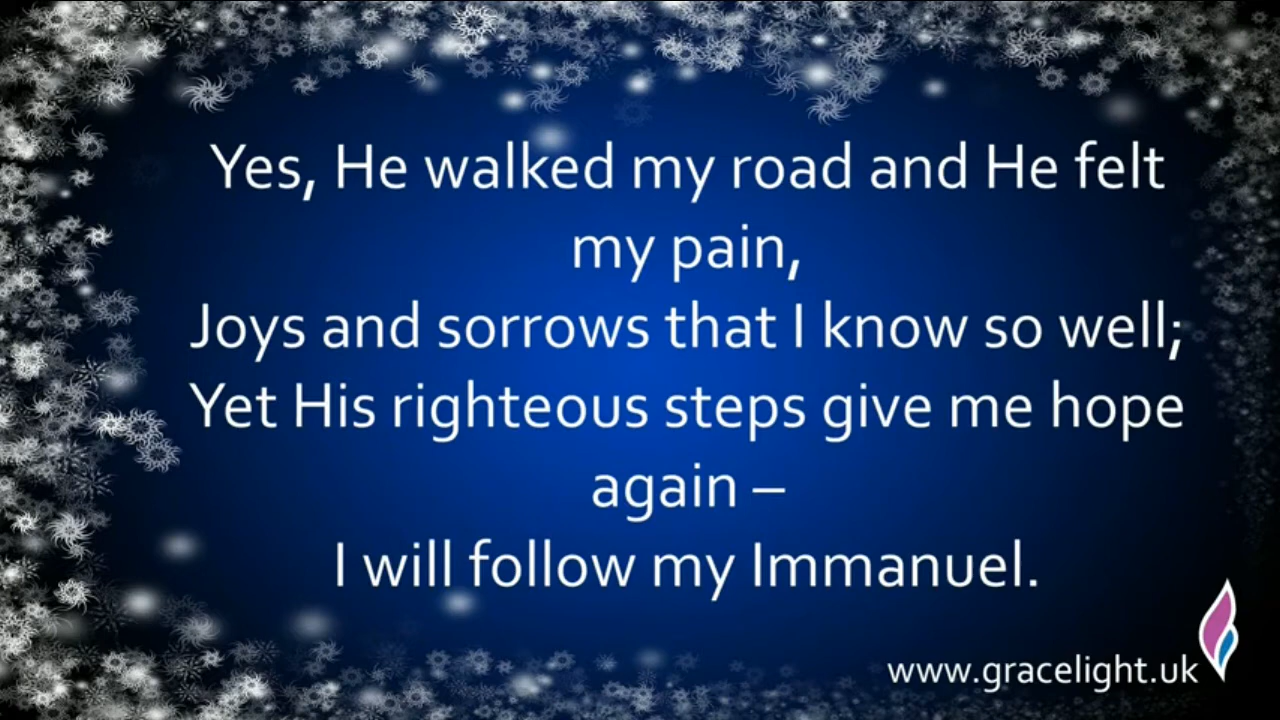 Yes, He walked my road and He felt
my pain,
Joys and sorrows that I know so well;
Yet His righteous steps give me hope
again –
I will follow my Immanuel.
www.gracelight.uk